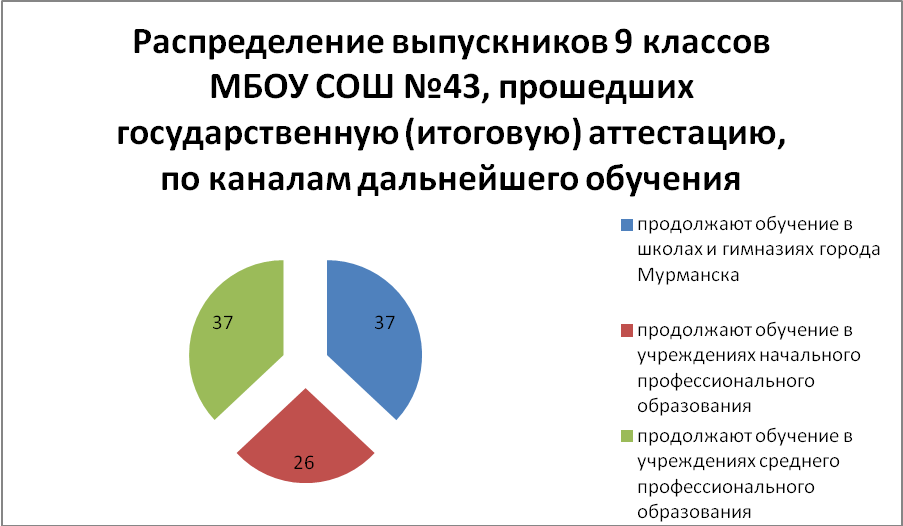 Распределение выпускников 9 классов
МБОУ СОШ №43, прошедших
государственную (итоговую) аттестацию,
по каналам дальнейшего обучения
37
37
26
продолжают обучение в
школах и гимназиях города
Мурманска
продолжают обучение в
учреждениях начального
профессионального
образования
продолжают обучение в
учреждениях среднего
профессионального
образования